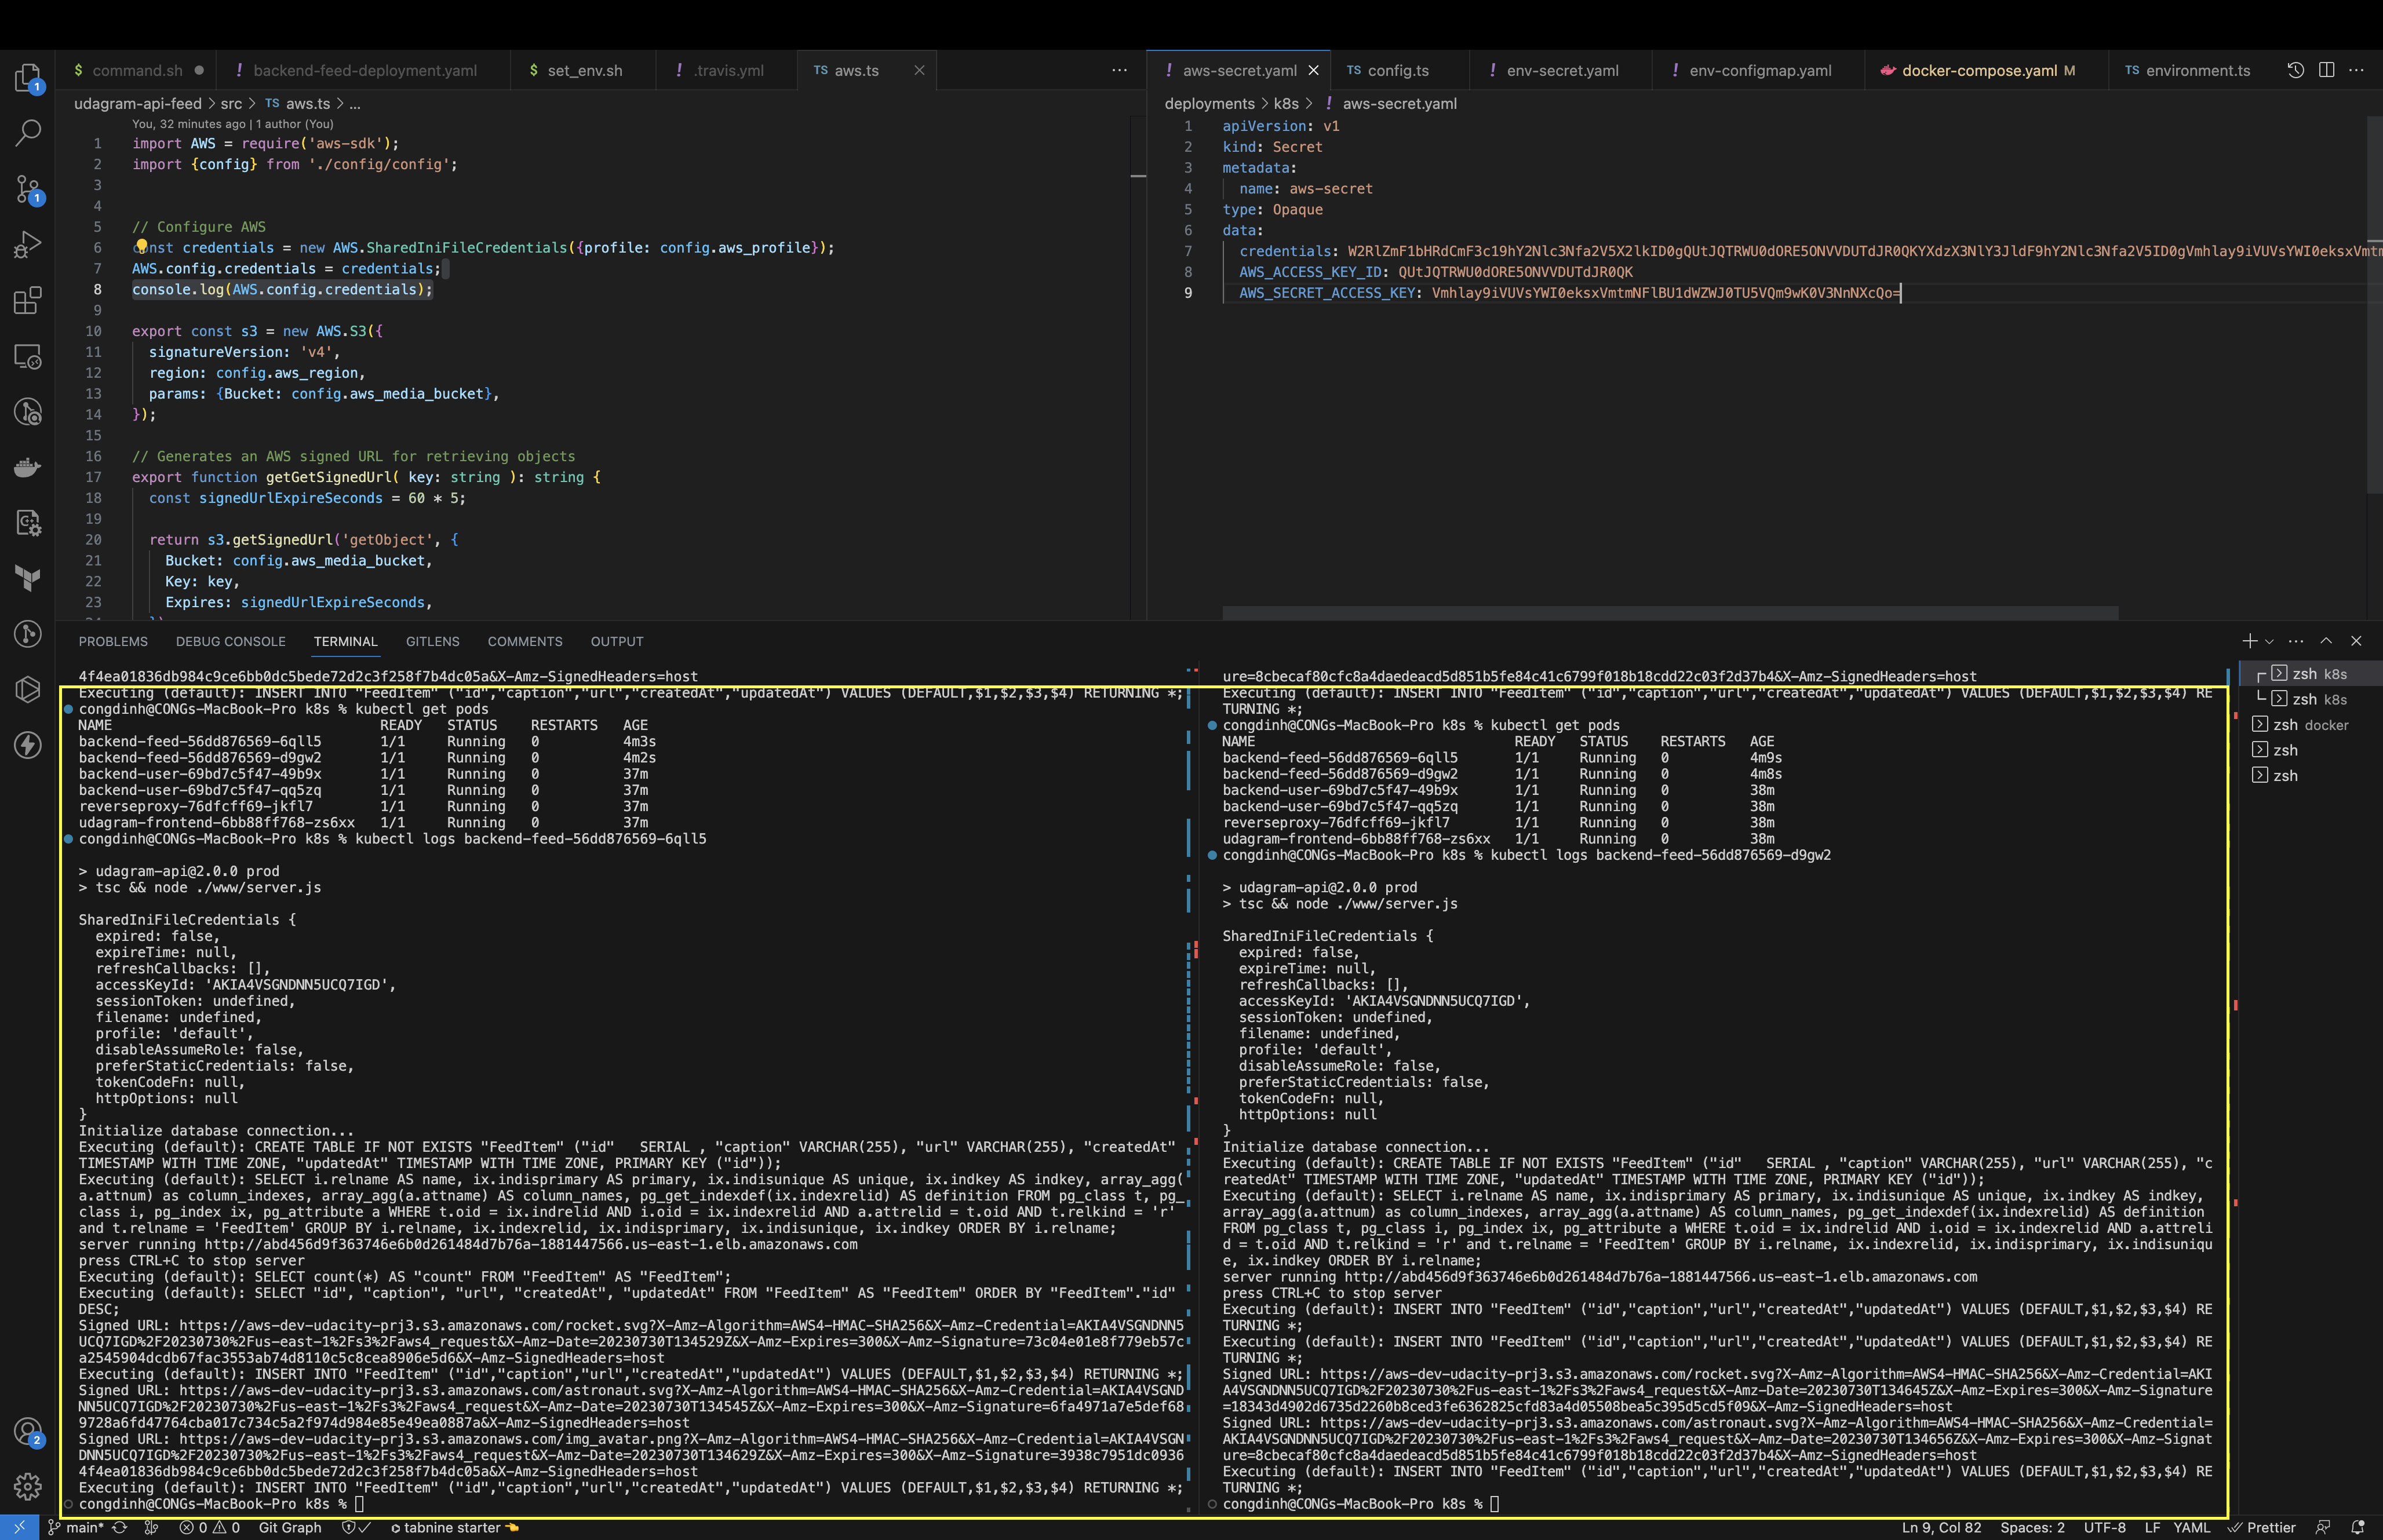 $ command.sh
! backend-feed-deployment.yaml
$ set_env.sh
! .travis.yml
TS aws.ts
! aws-secret.yaml
TS config.ts
! env-secret.yaml
! env-configmap.yaml
docker-compose.yaml M
TS environment.ts
udagram-api-feed > src > TS aws.ts > ...
You, 32 minutes ago | 1 author (You)
1 import AWS = require('aws-sdk');
2 import {config} from './config/config';
3
4
5 // Configure AWS
6 const credentials = new AWS.SharedIniFileCredentials({profile: config.aws_profile});
7 AWS.config.credentials = credentials;
8 console.log(AWS.config.credentials);
9
10 export const s3 = new AWS.S3({
11 signatureVersion: 'v4',
12 region: config.aws_region,
13 params: {Bucket: config.aws_media_bucket},
14 });
15
16 // Generates an AWS signed URL for retrieving objects
17 export function getGetSignedUrl( key: string ): string {
18 const signedUrlExpireSeconds = 60 * 5;
19
20 return s3.getSignedUrl('getObject', {
21 Bucket: config.aws_media_bucket,
22 Key: key,
23 Expires: signedUrlExpireSeconds,
deployments > k8s > ! aws-secret.yaml
1 apiVersion: v1
2 kind: Secret
3 metadata:
4 name: aws-secret
5 type: Opaque
6 data:
7 credentials:
8 AWS_ACCESS_KEY_ID:
9 AWS_SECRET_ACCESS_KEY:
PROBLEMS DEBUG CONSOLE TERMINAL GITLENS COMMENTS OUTPUT
4f4ea01836db984c9ce6bb0dc5bede72d2c3f258f7b4dc05a&X-Amz-SignedHeaders=host
Executing (default): INSERT INTO "FeedItem" ("id","caption","url","createdAt","updatedAt") VALUES (DEFAULT,$1,$2,$3,$4) RETURNING *;
congdinh@CONGs-MacBook-Pro k8s % kubectl get pods
NAME READY STATUS RESTARTS AGE
backend-feed-56dd876569-6qll5 1/1 Running 0 4m3s
backend-feed-56dd876569-d9gw2 1/1 Running 0 4m2s
backend-user-69bd7c5f47-49b9x 1/1 Running 0 37m
backend-user-69bd7c5f47-qq5zq 1/1 Running 0 37m
reverseproxy-76dfcff69-jkfl7 1/1 Running 0 37m
udagram-frontend-6bb88ff768-zs6xx 1/1 Running 0 37m
congdinh@CONGs-MacBook-Pro k8s % kubectl logs backend-feed-56dd876569-6qll5
> udagram-api@2.0.0 prod
> tsc && node ./www/server.js
SharedIniFileCredentials {
expired: false,
expireTime: null,
refreshCallbacks: [],
accessKeyId: 'AKIA4VSGNDNN5UCQ7IGD',
sessionToken: undefined,
filename: undefined,
profile: 'default',
disableAssumeRole: false,
preferStaticCredentials: false,
tokenCodeFn: null,
httpOptions: null
}
Initialize database connection...
Executing (default): CREATE TABLE IF NOT EXISTS "FeedItem" ("id" SERIAL , "caption" VARCHAR(255), "url" VARCHAR(255), "createdAt"
TIMESTAMP WITH TIME ZONE, "updatedAt" TIMESTAMP WITH TIME ZONE, PRIMARY KEY ("id"));
Executing (default): SELECT i.relname AS name, ix.indisprimary AS primary, ix.indisunique AS unique, ix.indkey AS indkey, array_agg(
a.attnum) as column_indexes, array_agg(a.attname) AS column_names, pg_get_indexdef(ix.indexrelid) AS definition FROM pg_class t, pg_
class i, pg_index ix, pg_attribute a WHERE t.oid = ix.indrelid AND i.oid = ix.indexrelid AND a.attrelid = t.oid AND t.relkind = 'r'
and t.relname = 'FeedItem' GROUP BY i.relname, ix.indexrelid, ix.indisprimary, ix.indisunique, ix.indkey ORDER BY i.relname;
server running http://abd456d9f363746e6b0d261484d7b76a-1881447566.us-east-1.elb.amazonaws.com
press CTRL+C to stop server
Executing (default): SELECT count(*) AS "count" FROM "FeedItem" AS "FeedItem";
Executing (default): SELECT "id", "caption", "url", "createdAt", "updatedAt" FROM "FeedItem" AS "FeedItem" ORDER BY "FeedItem"."id"
DESC;
Signed URL: https://aws-dev-udacity-prj3.s3.amazonaws.com/rocket.svg?X-Amz-Algorithm=AWS4-HMAC-SHA256&X-Amz-Credential=AKIA4VSGNDNN5
UCQ7IGD%2F20230730%2Fus-east-1%2Fs3%2Faws4_request&X-Amz-Date=20230730T134529Z&X-Amz-Expires=300&X-Amz-Signature=73c04e01e8f779eb57c
a2545904dcdb67fac3553ab74d8110c5c8cea8906e5d6&X-Amz-SignedHeaders=host
Executing (default): INSERT INTO "FeedItem" ("id","caption","url","createdAt","updatedAt") VALUES (DEFAULT,$1,$2,$3,$4) RETURNING *;
Signed URL: https://aws-dev-udacity-prj3.s3.amazonaws.com/astronaut.svg?X-Amz-Algorithm=AWS4-HMAC-SHA256&X-Amz-Credential=AKIA4VSGND
NN5UCQ7IGD%2F20230730%2Fus-east-1%2Fs3%2Faws4_request&X-Amz-Date=20230730T134545Z&X-Amz-Expires=300&X-Amz-Signature=6fa4971a7e5def68
9728a6fd47764cba017c734c5a2f974d984e85e49ea0887a&X-Amz-SignedHeaders=host
Signed URL: https://aws-dev-udacity-prj3.s3.amazonaws.com/img_avatar.png?X-Amz-Algorithm=AWS4-HMAC-SHA256&X-Amz-Credential=AKIA4VSGN
DNN5UCQ7IGD%2F20230730%2Fus-east-1%2Fs3%2Faws4_request&X-Amz-Date=20230730T134629Z&X-Amz-Expires=300&X-Amz-Signature=3938c7951dc0936
4f4ea01836db984c9ce6bb0dc5bede72d2c3f258f7b4dc05a&X-Amz-SignedHeaders=host
Executing (default): INSERT INTO "FeedItem" ("id","caption","url","createdAt","updatedAt") VALUES (DEFAULT,$1,$2,$3,$4) RETURNING *;
congdinh@CONGs-MacBook-Pro k8s %
ure=8cbecaf80cfc8a4daedeacd5d851b5fe84c41c6799f018b18cdd22c03f2d37b4&X-Amz-SignedHeaders=host
Executing (default): INSERT INTO "FeedItem" ("id","caption","url","createdAt","updatedAt") VALUES (DEFAULT,$1,$2,$3,$4) RE
TURNING *;
congdinh@CONGs-MacBook-Pro k8s % kubectl get pods
NAME READY STATUS RESTARTS AGE
backend-feed-56dd876569-6qll5 1/1 Running 0 4m9s
backend-feed-56dd876569-d9gw2 1/1 Running 0 4m8s
backend-user-69bd7c5f47-49b9x 1/1 Running 0 38m
backend-user-69bd7c5f47-qq5zq 1/1 Running 0 38m
reverseproxy-76dfcff69-jkfl7 1/1 Running 0 38m
udagram-frontend-6bb88ff768-zs6xx 1/1 Running 0 38m
congdinh@CONGs-MacBook-Pro k8s % kubectl logs backend-feed-56dd876569-d9gw2
> udagram-api@2.0.0 prod
> tsc && node ./www/server.js
SharedIniFileCredentials {
expired: false,
expireTime: null,
refreshCallbacks: [],
accessKeyId: 'AKIA4VSGNDNN5UCQ7IGD',
sessionToken: undefined,
filename: undefined,
profile: 'default',
disableAssumeRole: false,
preferStaticCredentials: false,
tokenCodeFn: null,
httpOptions: null
}
Initialize database connection...
Executing (default): CREATE TABLE IF NOT EXISTS "FeedItem" ("id" SERIAL , "caption" VARCHAR(255), "url" VARCHAR(255), "c
reatedAt" TIMESTAMP WITH TIME ZONE, "updatedAt" TIMESTAMP WITH TIME ZONE, PRIMARY KEY ("id"));
Executing (default): SELECT i.relname AS name, ix.indisprimary AS primary, ix.indisunique AS unique, ix.indkey AS indkey,
array_agg(a.attnum) as column_indexes, array_agg(a.attname) AS column_names, pg_get_indexdef(ix.indexrelid) AS definition
FROM pg_class t, pg_class i, pg_index ix, pg_attribute a WHERE t.oid = ix.indrelid AND i.oid = ix.indexrelid AND a.attreli
d = t.oid AND t.relkind = 'r' and t.relname = 'FeedItem' GROUP BY i.relname, ix.indexrelid, ix.indisprimary, ix.indisuniqu
e, ix.indkey ORDER BY i.relname;
server running http://abd456d9f363746e6b0d261484d7b76a-1881447566.us-east-1.elb.amazonaws.com
press CTRL+C to stop server
Executing (default): INSERT INTO "FeedItem" ("id","caption","url","createdAt","updatedAt") VALUES (DEFAULT,$1,$2,$3,$4) RE
TURNING *;
Executing (default): INSERT INTO "FeedItem" ("id","caption","url","createdAt","updatedAt") VALUES (DEFAULT,$1,$2,$3,$4) RE
TURNING *;
Signed URL: https://aws-dev-udacity-prj3.s3.amazonaws.com/rocket.svg?X-Amz-Algorithm=AWS4-HMAC-SHA256&X-Amz-Credential=AKI
A4VSGNDNN5UCQ7IGD%2F20230730%2Fus-east-1%2Fs3%2Faws4_request&X-Amz-Date=20230730T134645Z&X-Amz-Expires=300&X-Amz-Signature
=18343d4902d6735d2260b8ced3fe6362825cfd83a4d05508bea5c395d5cd5f09&X-Amz-SignedHeaders=host
Signed URL: https://aws-dev-udacity-prj3.s3.amazonaws.com/astronaut.svg?X-Amz-Algorithm=AWS4-HMAC-SHA256&X-Amz-Credential=
AKIA4VSGNDNN5UCQ7IGD%2F20230730%2Fus-east-1%2Fs3%2Faws4_request&X-Amz-Date=20230730T134656Z&X-Amz-Expires=300&X-Amz-Signat
ure=8cbecaf80cfc8a4daedeacd5d851b5fe84c41c6799f018b18cdd22c03f2d37b4&X-Amz-SignedHeaders=host
Executing (default): INSERT INTO "FeedItem" ("id","caption","url","createdAt","updatedAt") VALUES (DEFAULT,$1,$2,$3,$4) RE
TURNING *;
congdinh@CONGs-MacBook-Pro k8s %
zsh k8s
zsh k8s
zsh docker
zsh
zsh
1
1
2
main* 0 0 Git Graph tabnine starter
Ln 9, Col 82 Spaces: 2 UTF-8 LF YAML Prettier